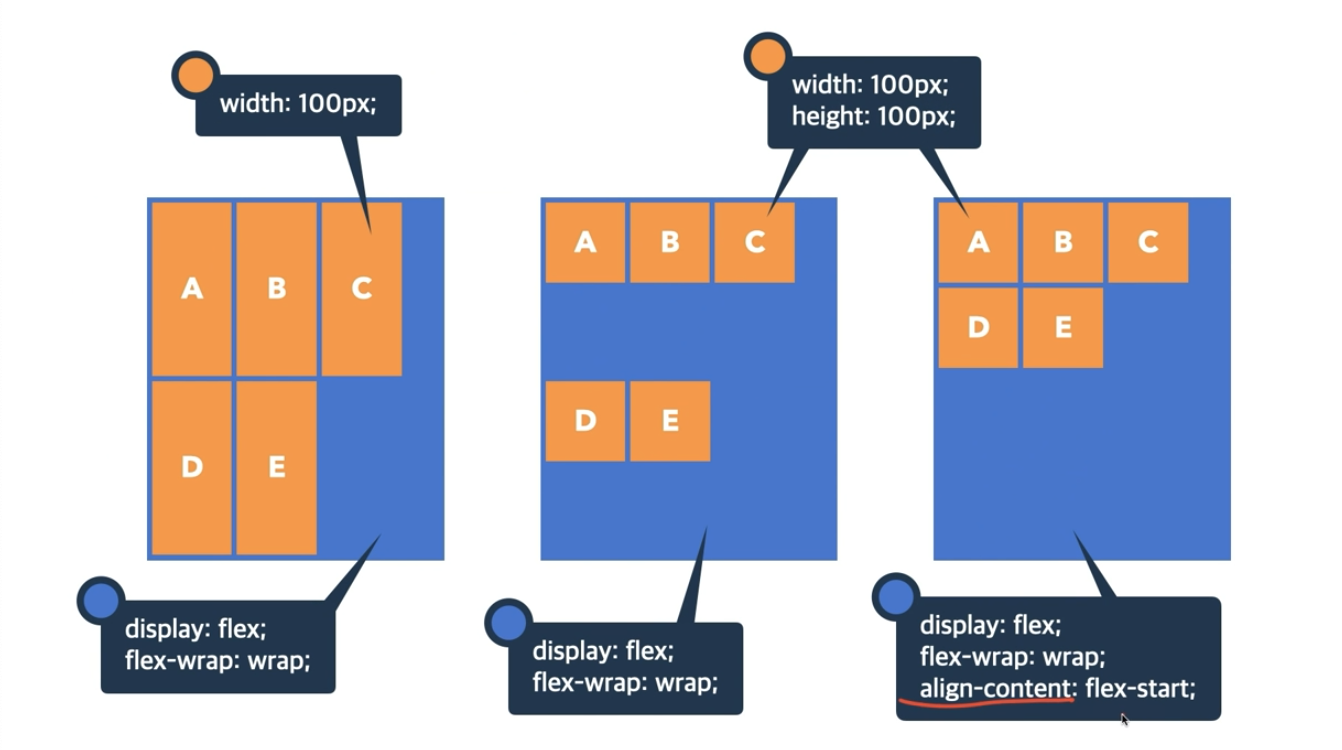 width: 100px;
width: 100px;
height: 100px;
A B C
D E
A B C
D E
A B C
D E
display: flex;
flex-wrap: wrap;
display: flex;
flex-wrap: wrap;
display: flex;
flex-wrap: wrap;
align-content: flex-start;